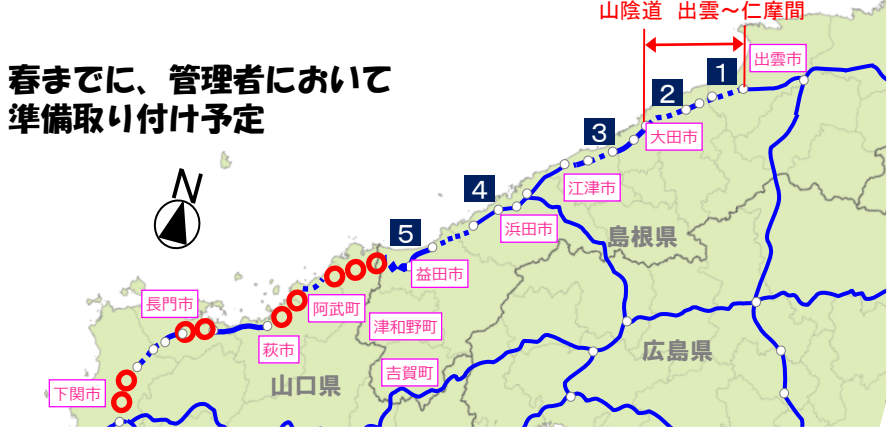 山陰道 出雲～仁摩間
春までに、管理者において
準備取り付け予定
出雲市
1
2
大田市
3
江津市
4
浜田市
島根県
5
益田市
N
長門市
阿武町
津和野町
萩市
広島県
吉賀町
山口県
下関市